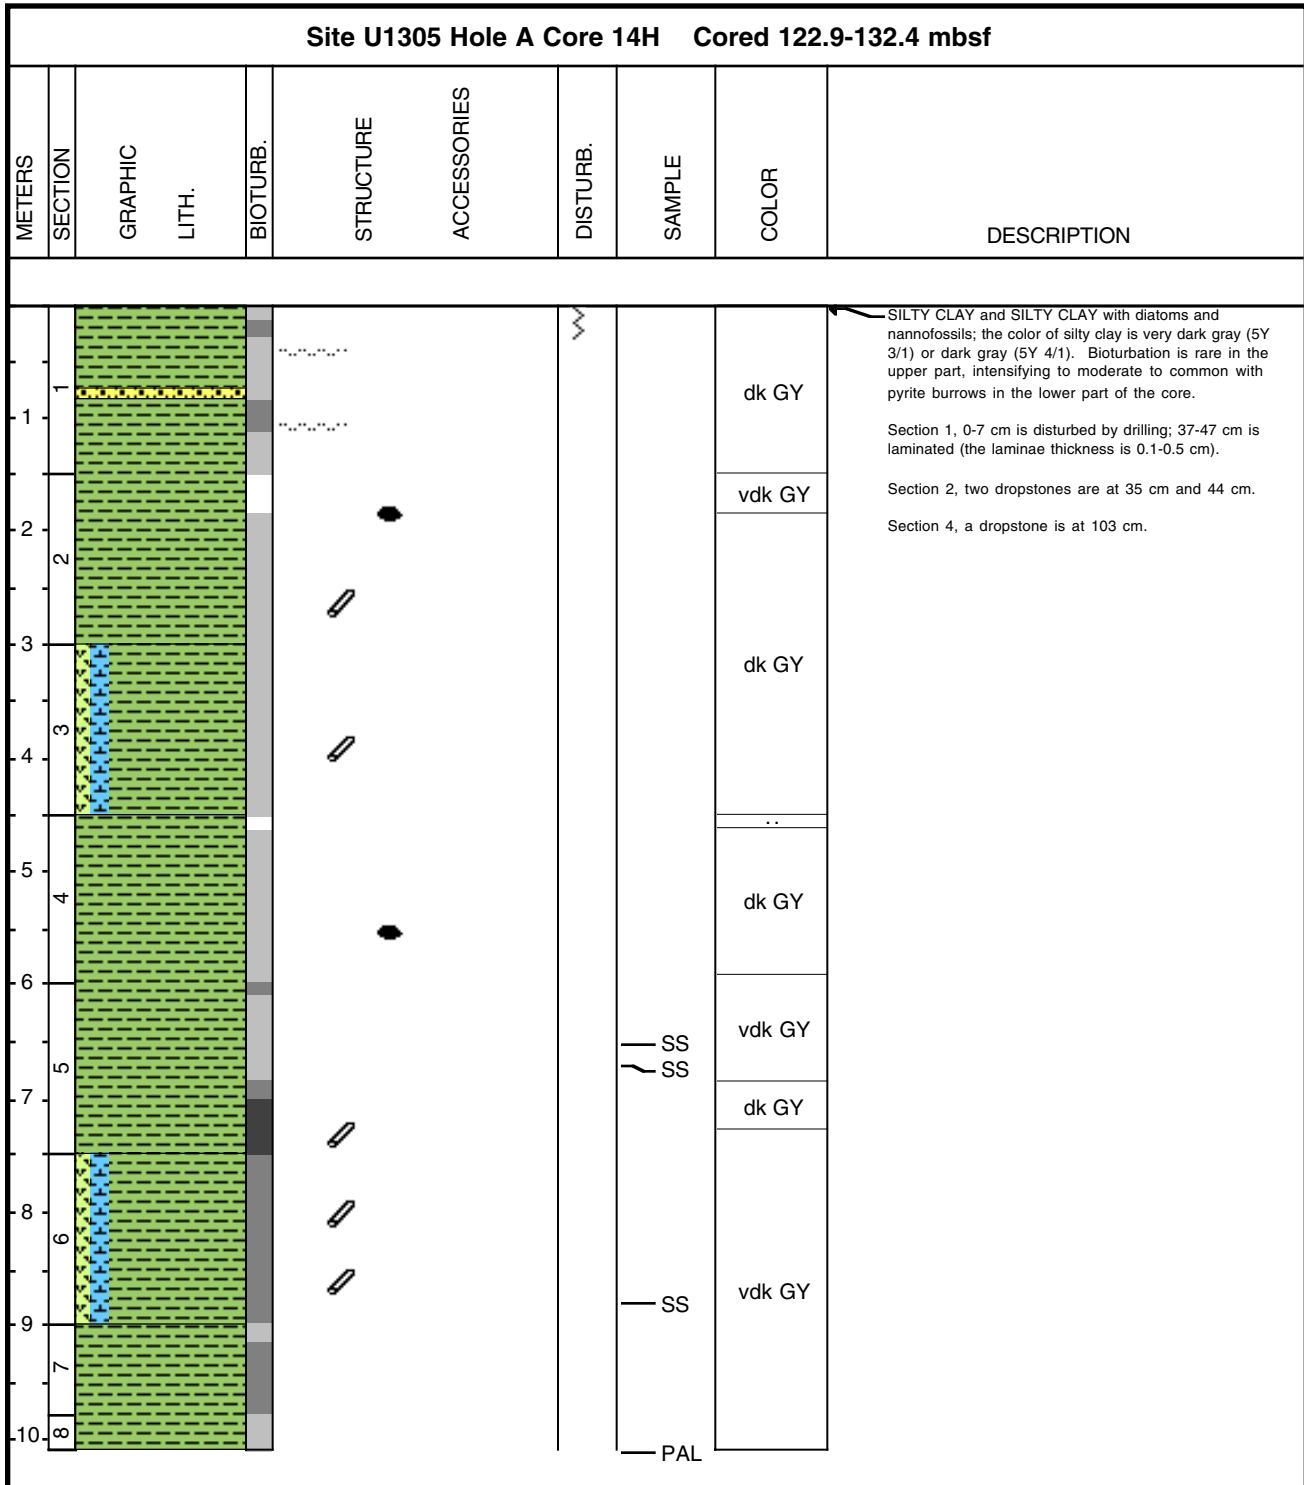 Site U1305 Hole A Core 14H Cored 122.9-132.4 mbsf
METERS
SECTION
GRAPHIC
LITH.
BIOTURB.
STRUCTURE
ACCESSORIES
DISTURB.
SAMPLE
COLOR
DESCRIPTION
SILTY CLAY and SILTY CLAY with diatoms and
nannofossils; the color of silty clay is very dark gray (5Y
3/1) or dark gray (5Y 4/1). Bioturbation is rare in the
upper part, intensifying to moderate to common with
pyrite burrows in the lower part of the core.
Section 1, 0-7 cm is disturbed by drilling; 37-47 cm is
laminated (the laminae thickness is 0.1-0.5 cm).
Section 2, two dropstones are at 35 cm and 44 cm.
Section 4, a dropstone is at 103 cm.
1
dk GY
1
vdk GY
2
2
3
dk GY
3
4
. .
5
4
dk GY
6
vdk GY
SS
5
SS
7
dk GY
8
6
vdk GY
SS
9
7
10
8
PAL